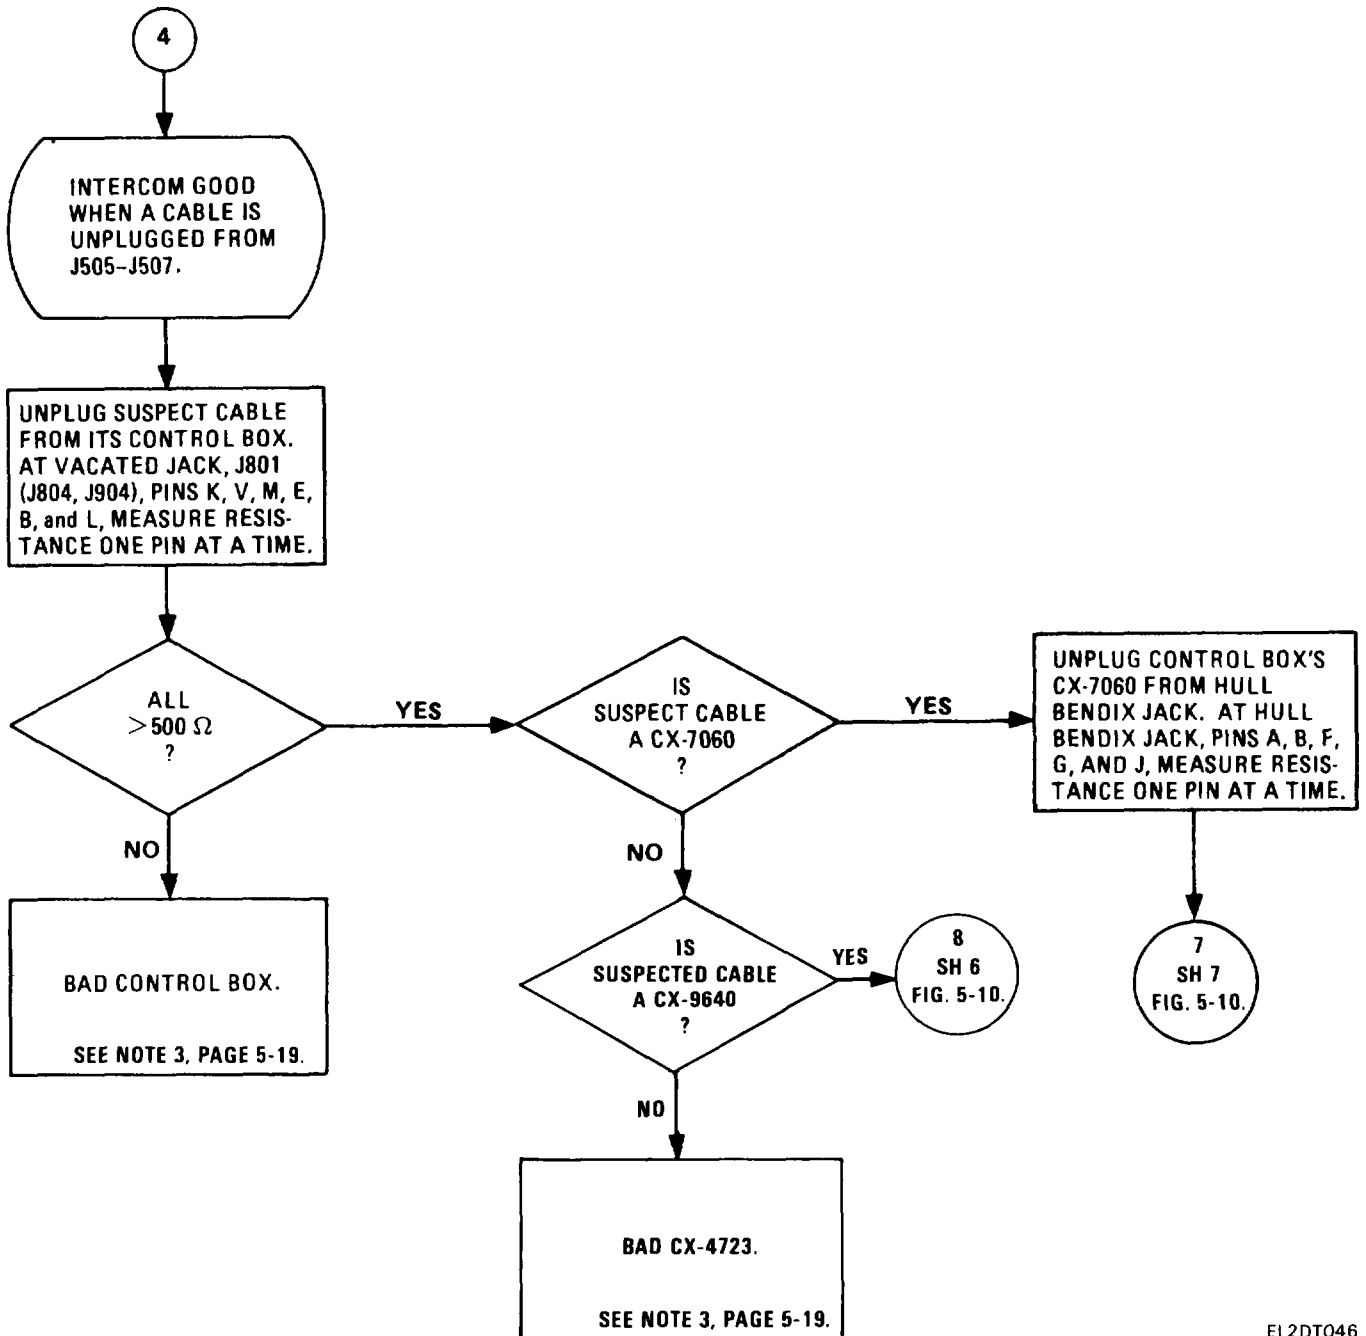 4
INTERCOM GOOD
WHEN A CABLE IS
UNPLUGGED FROM
J505-J507.
UNPLUG SUSPECT CABLE
FROM ITS CONTROL BOX.
AT VACATED JACK, J801
(J804, J904), PINS K, V, M, E,
B, and L, MEASURE RESIS-
TANCE ONE PIN AT A TIME.
ALL
>500 Ω
?
YES
NO
BAD CONTROL BOX.
SEE NOTE 3, PAGE 5-19.
IS
SUSPECT CABLE
A CX-7060
?
YES
NO
UNPLUG CONTROL BOX'S
CX-7060 FROM HULL
BENDIX JACK. AT HULL
BENDIX JACK, PINS A, B, F,
G, AND J, MEASURE RESIS-
TANCE ONE PIN AT A TIME.
7
SH 7
FIG. 5-10.
IS
SUSPECTED CABLE
A CX-9640
?
YES
8
SH 6
FIG. 5-10.
NO
BAD CX-4723.
SEE NOTE 3, PAGE 5-19.
EL2DT046